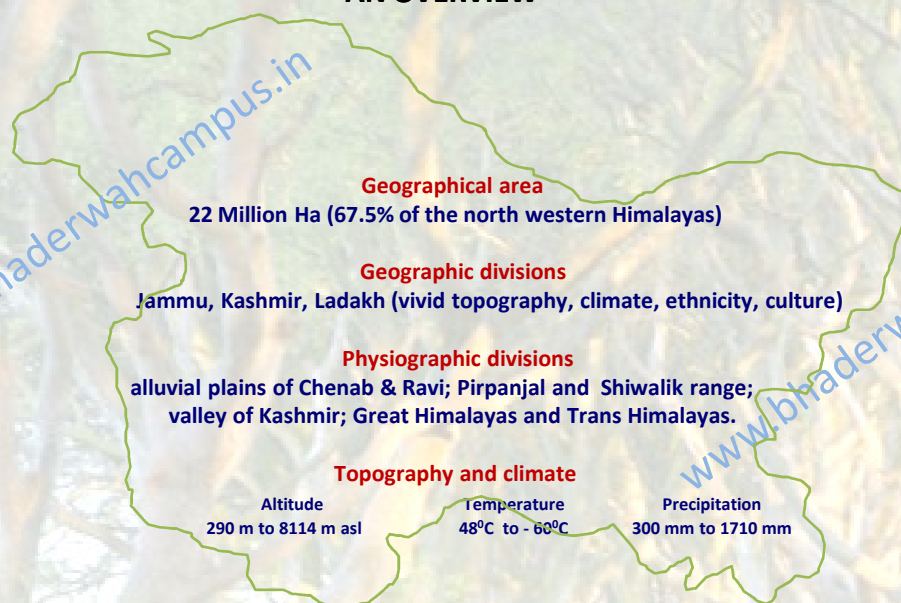 AN OVERVIEW
haderwahcampus.in
Geographical area
22 Million Ha (67.5% of the north western Himalayas)
Geographic divisions
Jammu, Kashmir, Ladakh (vivid topography, climate, ethnicity, culture)
Physiographic divisions
alluvial plains of Chenab & Ravi; Pirpanjal and Shiwalik range;
valley of Kashmir; Great Himalayas and Trans Himalayas.
www.bhaderw
Topography and climate
Altitude Temperature Precipitation
290 m to 8114 m asl 48⁰C to - 60⁰C 300 mm to 1710 mm